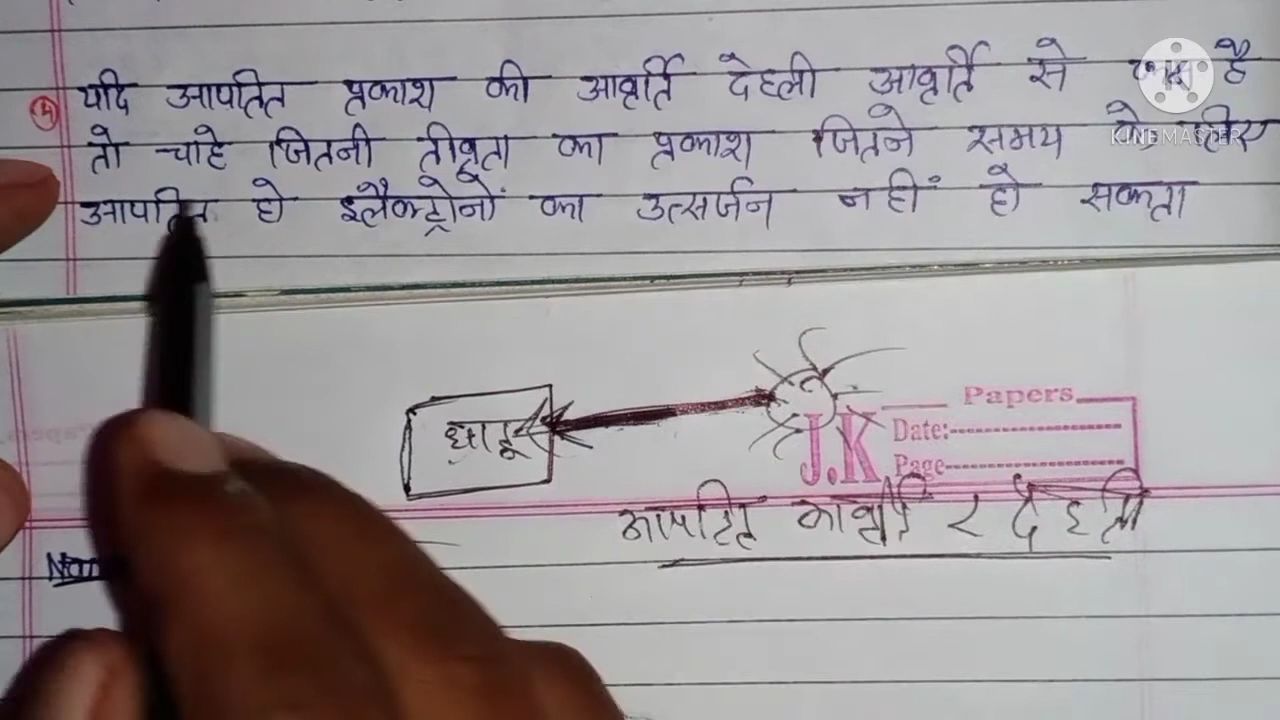 यदि आपतित प्रकाश की आवृर्ति देहली आवृर्ति से कम है
तो चाहे जितनी तीव्रता का प्रकाश जितने समय के लिए
आपतित हो इलैक्ट्रोनों का उत्सर्जन नहीं हो सकता
KINEMASTER
धातु
Papers
J.K
Date:
Page
आपतित आवृर्ति < देहली